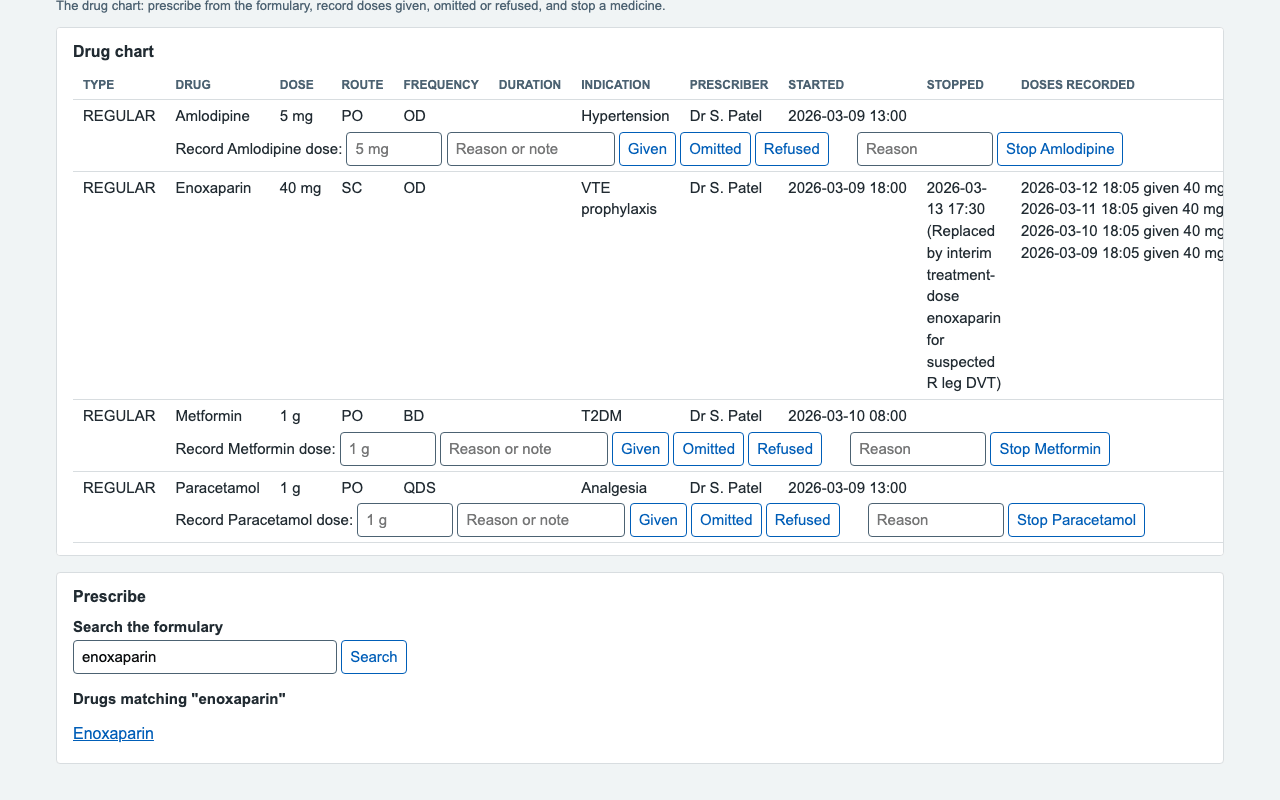 The drug chart: prescribe from the formulary, record doses given, omitted or refused, and stop a medicine.
Drug chart
TYPE DRUG DOSE ROUTE FREQUENCY DURATION INDICATION PRESCRIBER STARTED STOPPED DOSES RECORDED
REGULAR Amlodipine 5 mg PO OD Hypertension Dr S. Patel 2026-03-09 13:00
Record Amlodipine dose: 5 mg Reason or note Given Omitted Refused Reason Stop Amlodipine
REGULAR Enoxaparin 40 mg SC OD VTE Dr S. Patel 2026-03-09 18:00 2026-03- 2026-03-12 18:05 given 40 mg
prophylaxis 13 17:30 2026-03-11 18:05 given 40 mg
(Replaced 2026-03-10 18:05 given 40 mg
by interim 2026-03-09 18:05 given 40 mg
treatment-
dose
enoxaparin
for
suspected
R leg DVT)
REGULAR Metformin 1 g PO BD T2DM Dr S. Patel 2026-03-10 08:00
Record Metformin dose: 1 g Reason or note Given Omitted Refused Reason Stop Metformin
REGULAR Paracetamol 1 g PO QDS Analgesia Dr S. Patel 2026-03-09 13:00
Record Paracetamol dose: 1 g Reason or note Given Omitted Refused Reason Stop Paracetamol
Prescribe
Search the formulary
enoxaparin Search
Drugs matching "enoxaparin"
Enoxaparin